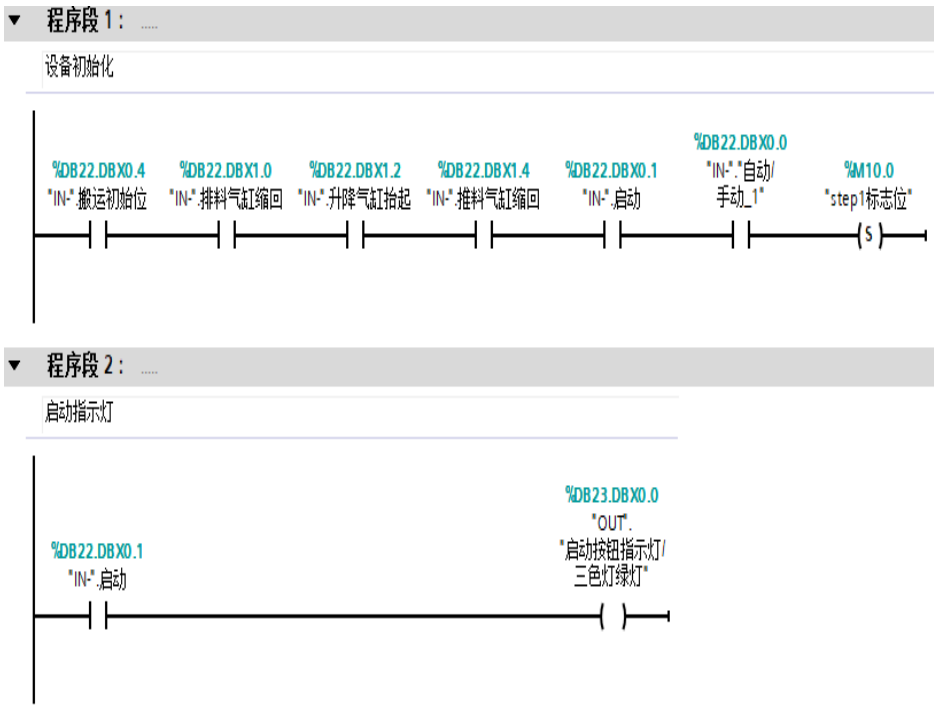 程序段 1: .....
设备初始化
%DB22.DBX0.4
"IN-".搬运初始位
%DB22.DBX1.0
"IN-".排料气缸缩回
%DB22.DBX1.2
"IN-".升降气缸抬起
%DB22.DBX1.4
"IN-".推料气缸缩回
%DB22.DBX0.1
"IN-".启动
%DB22.DBX0.0
"IN-"."自动/
手动_1"
%M10.0
"step1标志位"
S
程序段 2: .....
启动指示灯
%DB22.DBX0.1
"IN-".启动
%DB23.DBX0.0
"OUT".
"启动按钮指示灯/
三色灯绿灯"